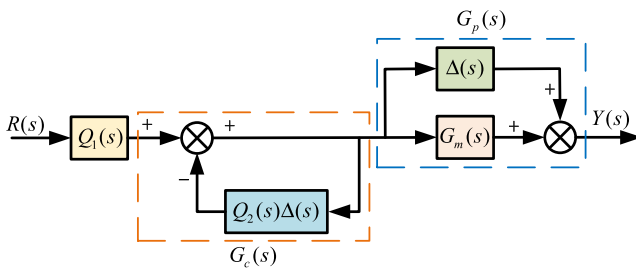 G_p(s)
Δ(s)
+
R(s)
Q_1(s)
+
+
G_m(s)
+
Y(s)
−
Q_2(s)Δ(s)
G_c(s)